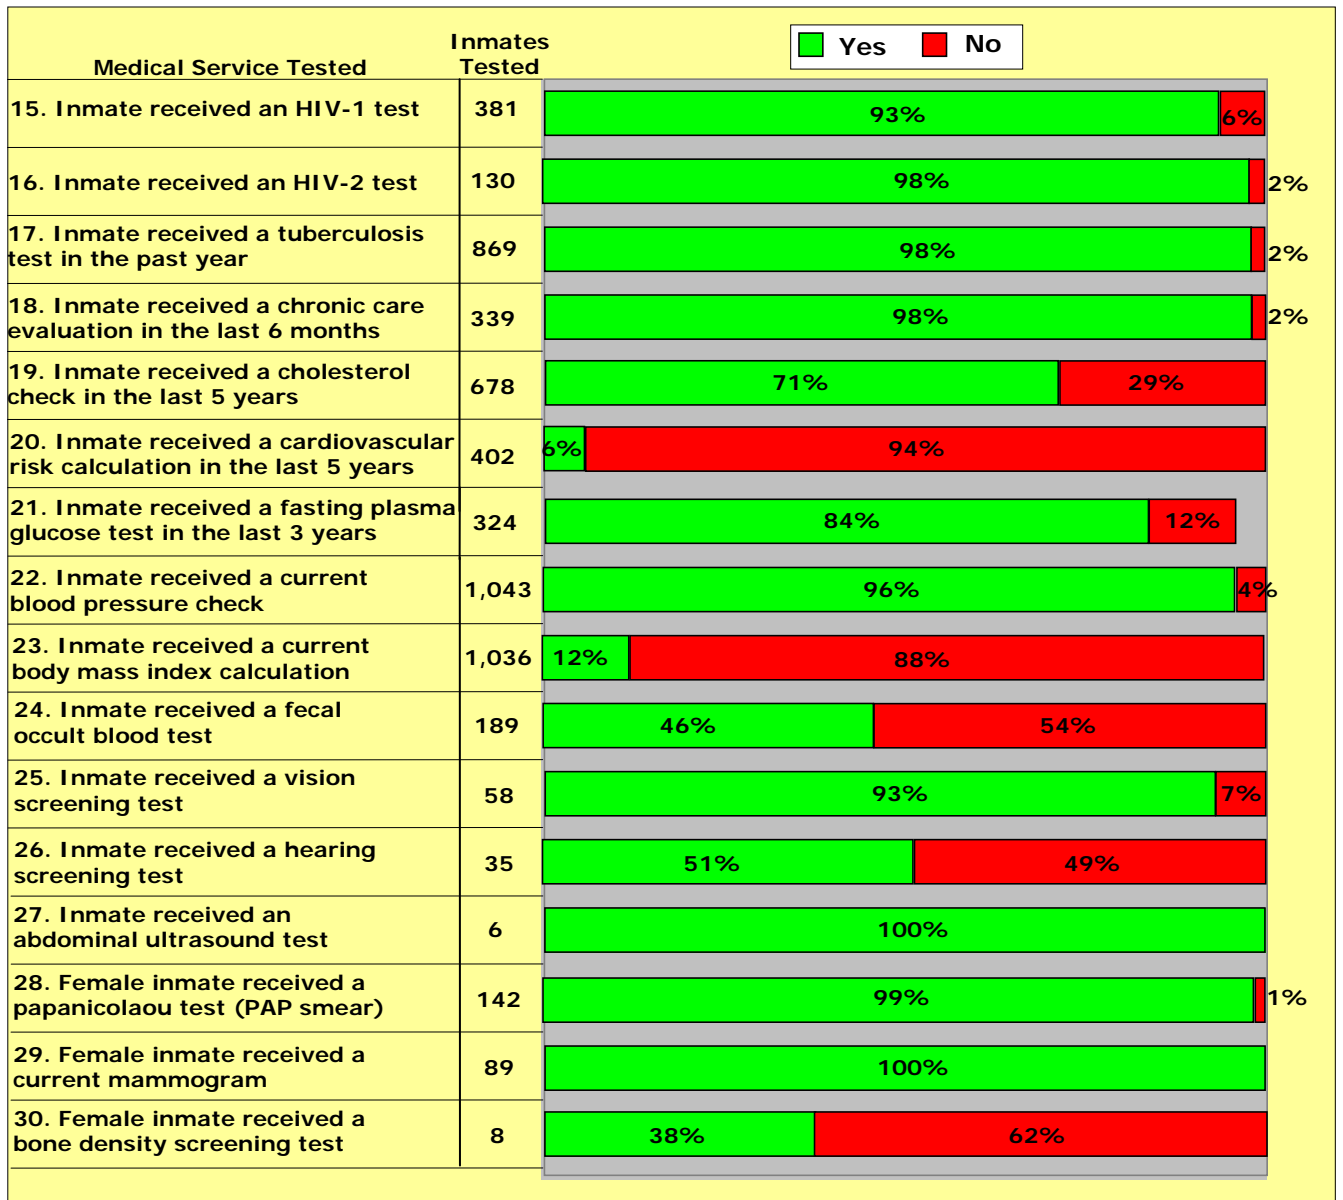 Inmates
Medical Service Tested Tested
Yes No
15. Inmate received an HIV-1 test 381 93% 6%
16. Inmate received an HIV-2 test 130 98% 2%
17. Inmate received a tuberculosis
test in the past year 869 98% 2%
18. Inmate received a chronic care
evaluation in the last 6 months 339 98% 2%
19. Inmate received a cholesterol
check in the last 5 years 678 71% 29%
20. Inmate received a cardiovascular
risk calculation in the last 5 years 402 6% 94%
21. Inmate received a fasting plasma
glucose test in the last 3 years 324 84% 12%
22. Inmate received a current
blood pressure check 1,043 96% 4%
23. Inmate received a current
body mass index calculation 1,036 12% 88%
24. Inmate received a fecal
occult blood test 189 46% 54%
25. Inmate received a vision
screening test 58 93% 7%
26. Inmate received a hearing
screening test 35 51% 49%
27. Inmate received an
abdominal ultrasound test 6 100%
28. Female inmate received a
papanicolaou test (PAP smear) 142 99% 1%
29. Female inmate received a
current mammogram 89 100%
30. Female inmate received a
bone density screening test 8 38% 62%